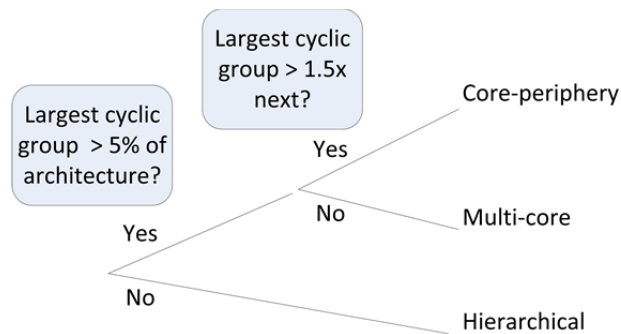 Largest cyclic
group > 1.5x
next?
Largest cyclic
group > 5% of
architecture?
Core-periphery
Yes
No
Multi-core
Yes
No
Hierarchical